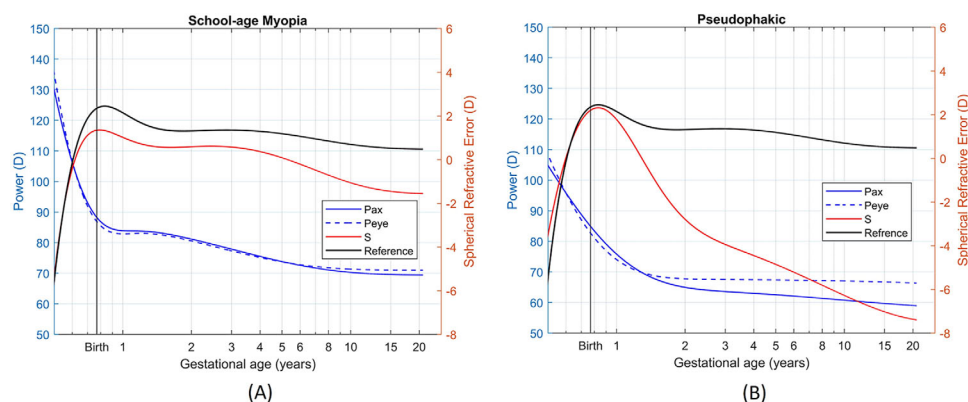 School-age Myopia
Power (D)
150
140
130
120
110
100
90
80
70
60
50
6
4
2
0
-2
-4
-6
-8
Spherical Refractive Error (D)
Pax
Peye
S
Reference
Birth 1 2 3 4 5 6 8 10 15 20
Gestational age (years)
(A)
Pseudophakic
Power (D)
150
140
130
120
110
100
90
80
70
60
50
6
4
2
0
-2
-4
-6
-8
Spherical Refractive Error (D)
Pax
Peye
S
Refrence
Birth 1 2 3 4 5 6 8 10 15 20
Gestational age (years)
(B)